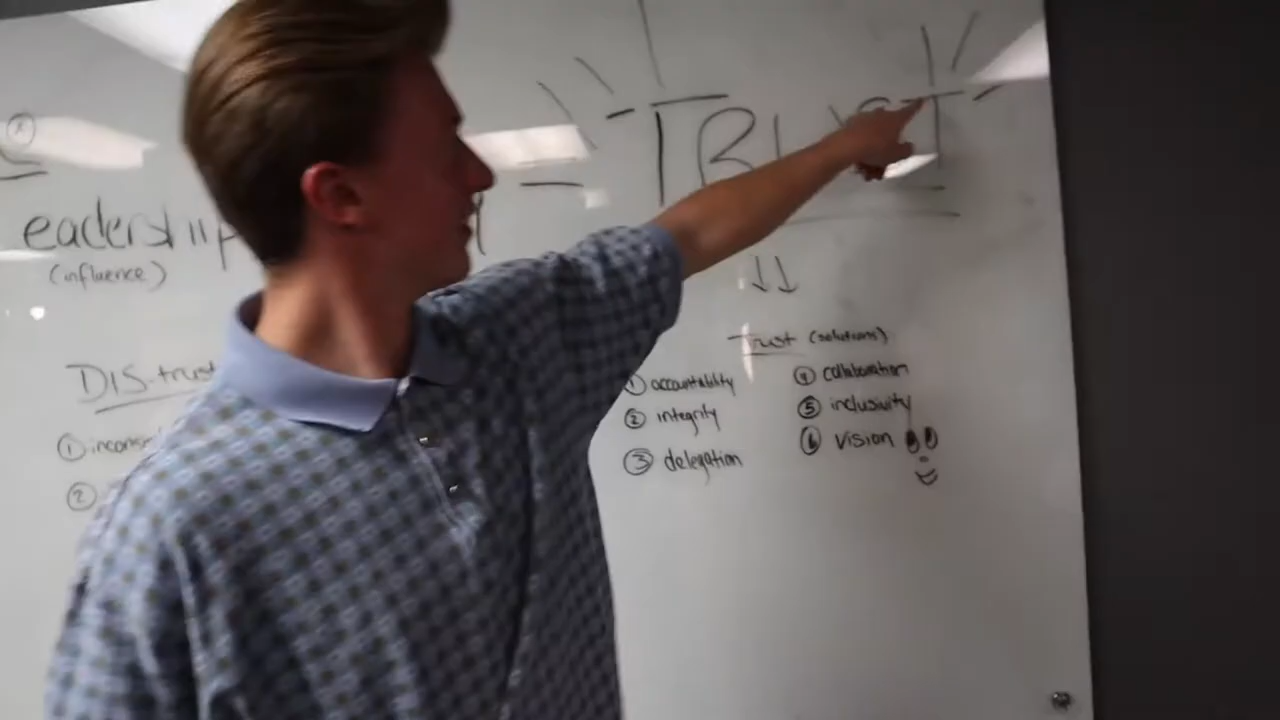 eadership
TRUST
(influence)
Trust (solutions)
DIS-trust
① accountability
④ collaboration
② integrity
⑤ inclusivity
① incons
③ delegation
⑥ vision
②